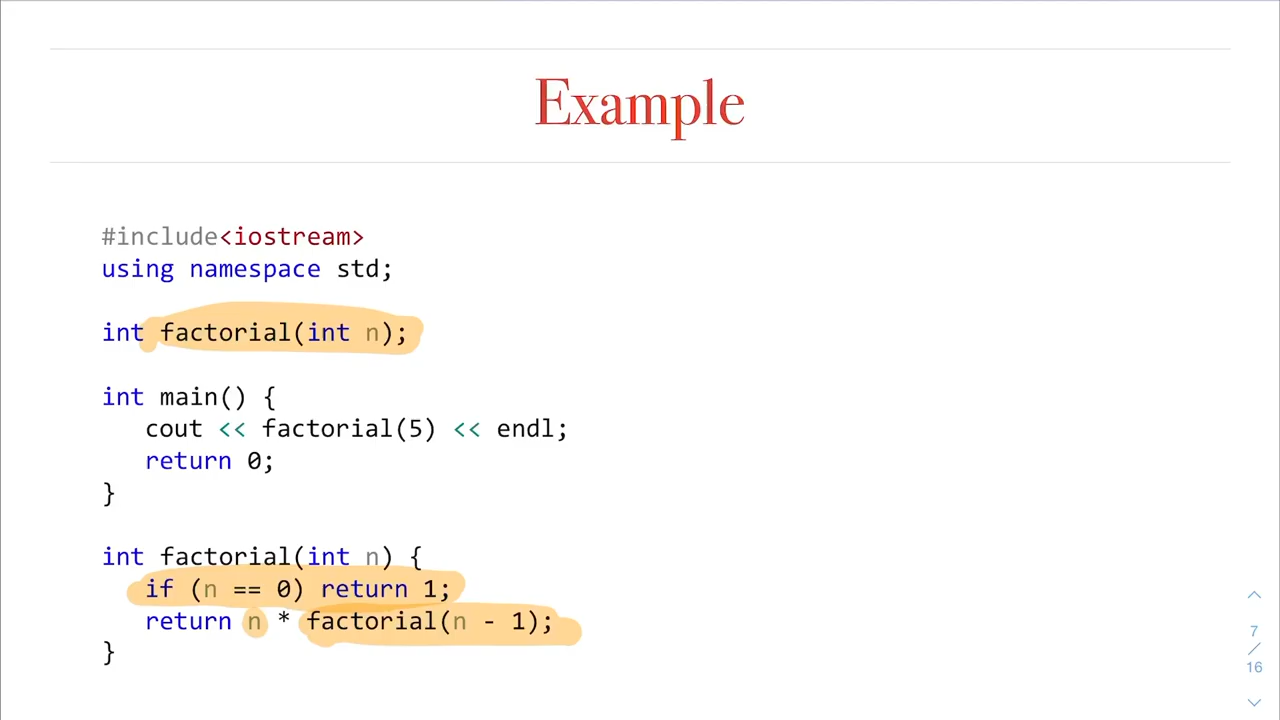 Example
#include<iostream>
using namespace std;
int factorial(int n);
int main() {
cout << factorial(5) << endl;
return 0;
}
int factorial(int n) {
if (n == 0) return 1;
return n * factorial(n - 1);
}
7
/
16